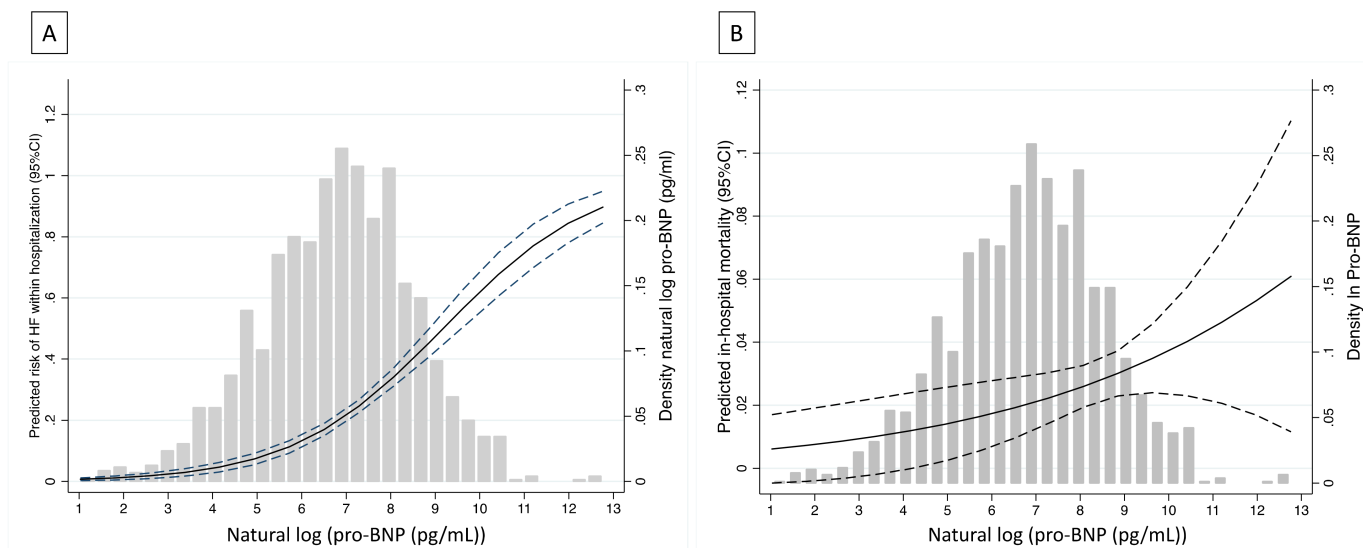 A
Predicted risk of HF within hospitalization (95%CI)
1.2
1
.8
.6
.4
.2
0
.3
.25
.2
.15
.1
.05
0
Density natural log pro-BNP (pg/ml)
1 2 3 4 5 6 7 8 9 10 11 12 13
Natural log (pro-BNP (pg/mL))
B
Predicted in-hospital mortality (95%CI)
.12
.1
.08
.06
.04
.02
0
.3
.25
.2
.15
.1
.05
0
Density ln Pro-BNP
1 2 3 4 5 6 7 8 9 10 11 12 13
Natural log (pro-BNP (pg/mL))